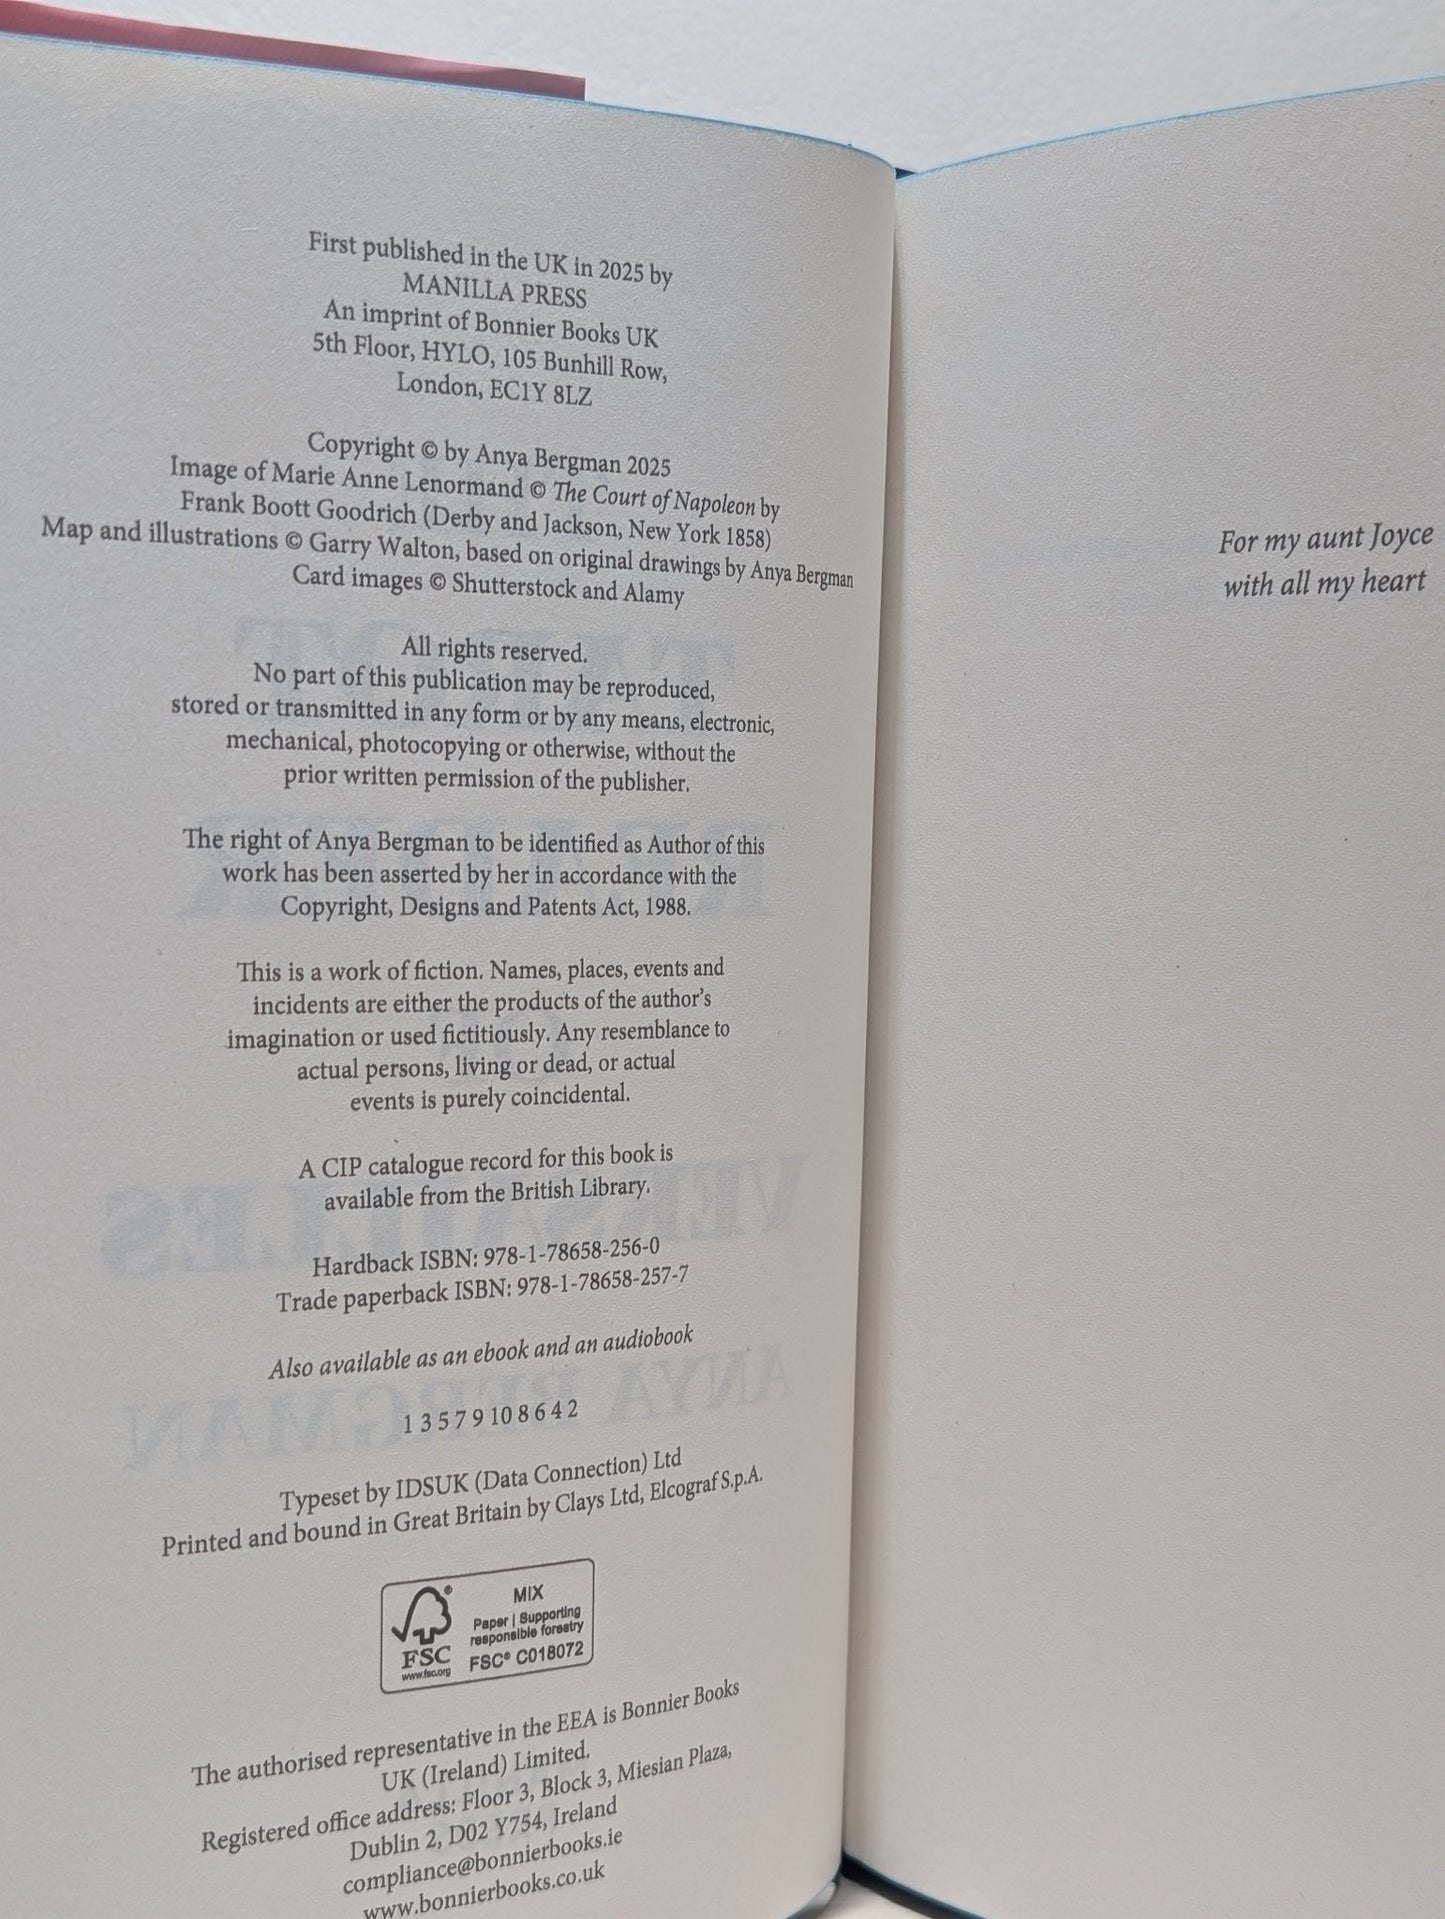 First published in the UK in 2025 by
MANILLA PRESS
An imprint of Bonnier Books UK
5th Floor, HYLO, 105 Bunhill Row,
London, EC1Y 8LZ
Copyright © by Anya Bergman 2025
Image of Marie Anne Lenormand © The Court of Napoleon by
Frank Boott Goodrich (Derby and Jackson, New York 1858)
Map and illustrations © Garry Walton, based on original drawings by Anya Bergman
Card images © Shutterstock and Alamy
All rights reserved.
No part of this publication may be reproduced,
stored or transmitted in any form or by any means, electronic,
mechanical, photocopying or otherwise, without the
prior written permission of the publisher.
The right of Anya Bergman to be identified as Author of this
work has been asserted by her in accordance with the
Copyright, Designs and Patents Act, 1988.
This is a work of fiction. Names, places, events and
incidents are either the products of the author's
imagination or used fictitiously. Any resemblance to
actual persons, living or dead, or actual
events is purely coincidental.
A CIP catalogue record for this book is
available from the British Library.
Hardback ISBN: 978-1-78658-256-0
Trade paperback ISBN: 978-1-78658-257-7
Also available as an ebook and an audiobook
1 3 5 7 9 10 8 6 4 2
Typeset by IDSUK (Data Connection) Ltd
Printed and bound in Great Britain by Clays Ltd, Elcograf S.p.A.
FSC
www.fsc.org
MIX
Paper | Supporting
responsible forestry
FSC® C018072
The authorised representative in the EEA is Bonnier Books
UK (Ireland) Limited.
Registered office address: Floor 3, Block 3, Miesian Plaza,
Dublin 2, D02 Y754, Ireland
compliance@bonnierbooks.ie
www.bonnierbooks.co.uk
For my aunt Joyce
with all my heart